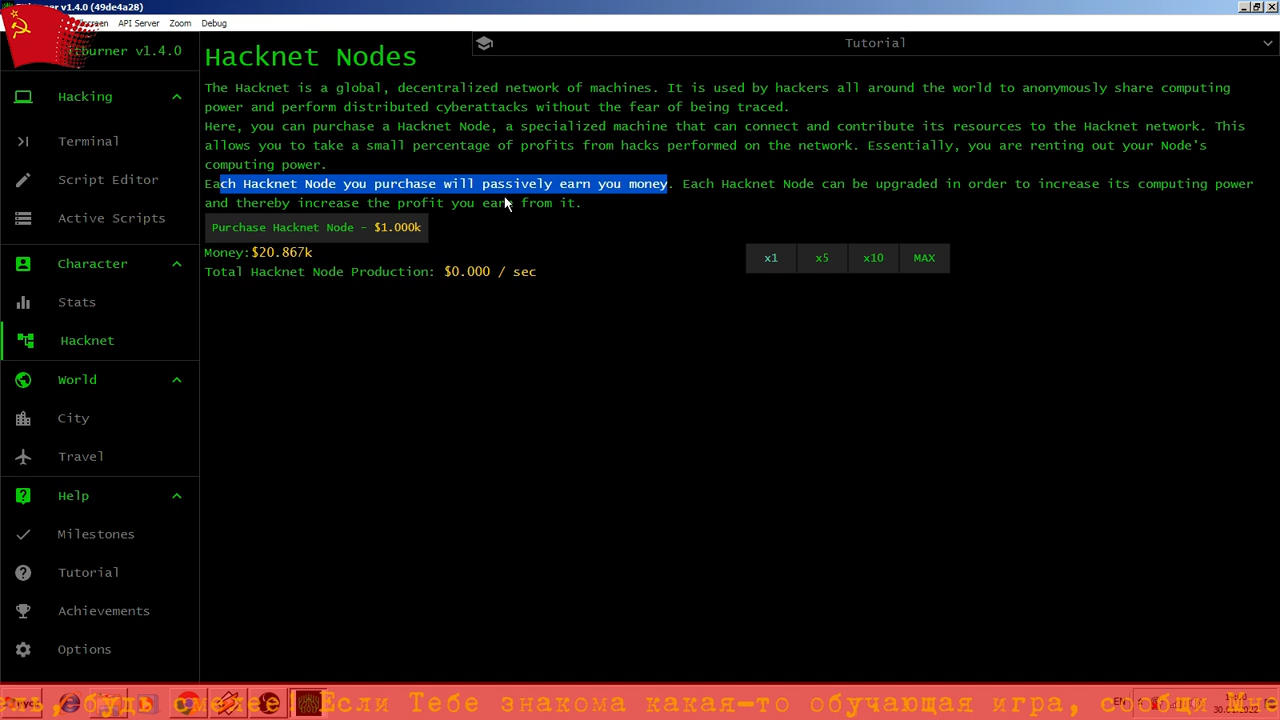 v1.4.0 (49de4a28)
API Server Zoom Debug
v1.4.0
Tutorial
Hacknet Nodes
The Hacknet is a global, decentralized network of machines. It is used by hackers all around the world to anonymously share computing
power and perform distributed cyberattacks without the fear of being traced.
Here, you can purchase a Hacknet Node, a specialized machine that can connect and contribute its resources to the Hacknet network. This
allows you to take a small percentage of profits from hacks performed on the network. Essentially, you are renting out your Node's
computing power.
Each Hacknet Node you purchase will passively earn you money. Each Hacknet Node can be upgraded in order to increase its computing power
and thereby increase the profit you earn from it.
Purchase Hacknet Node - $1.000k
Money:$20.867k
Total Hacknet Node Production: $0.000 / sec
x1 x5 x10 MAX
Hacking
Terminal
Script Editor
Active Scripts
Character
Stats
Hacknet
World
City
Travel
Help
Milestones
Tutorial
Achievements
Options
Если Тебе знакома какая-то обучающая игра,